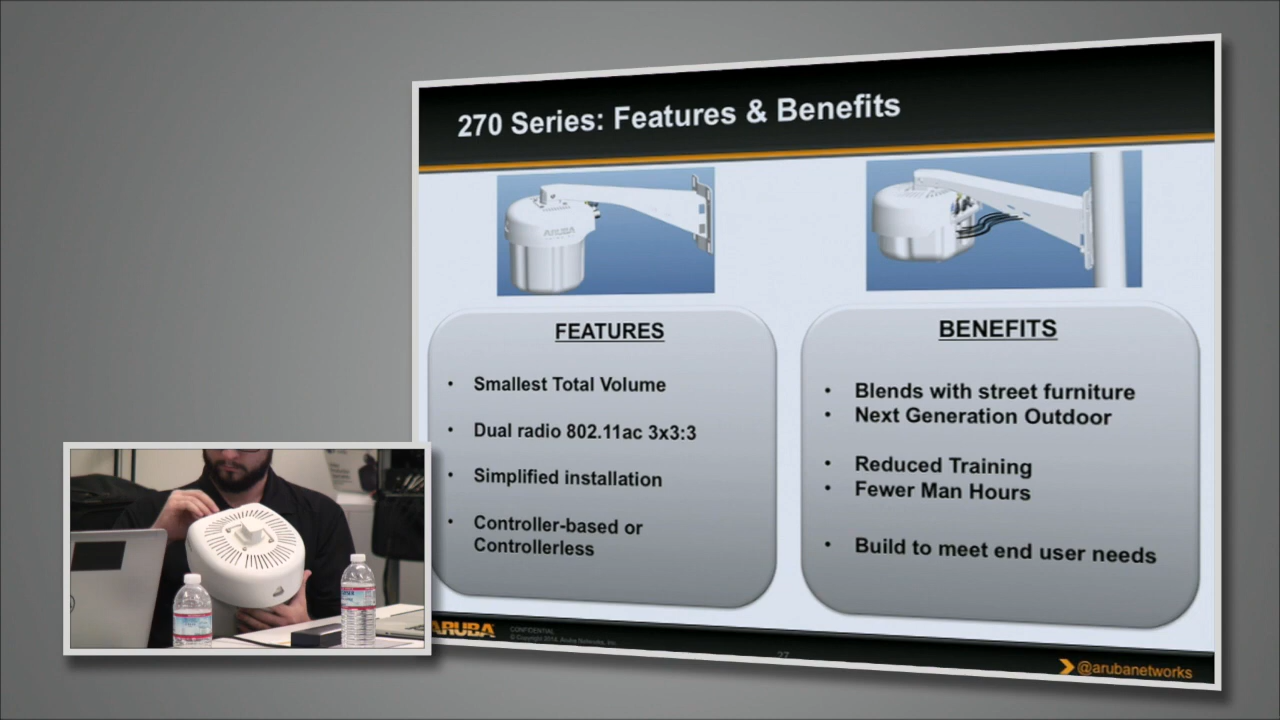 270 Series: Features & Benefits
ARUBA
FEATURES
• Smallest Total Volume
• Dual radio 802.11ac 3x3:3
• Simplified installation
• Controller-based or
Controllerless
BENEFITS
• Blends with street furniture
• Next Generation Outdoor
• Reduced Training
• Fewer Man Hours
• Build to meet end user needs
ARUBA
CONFIDENTIAL
© Copyright 2014. Aruba Networks, Inc.
27
@arubanetworks